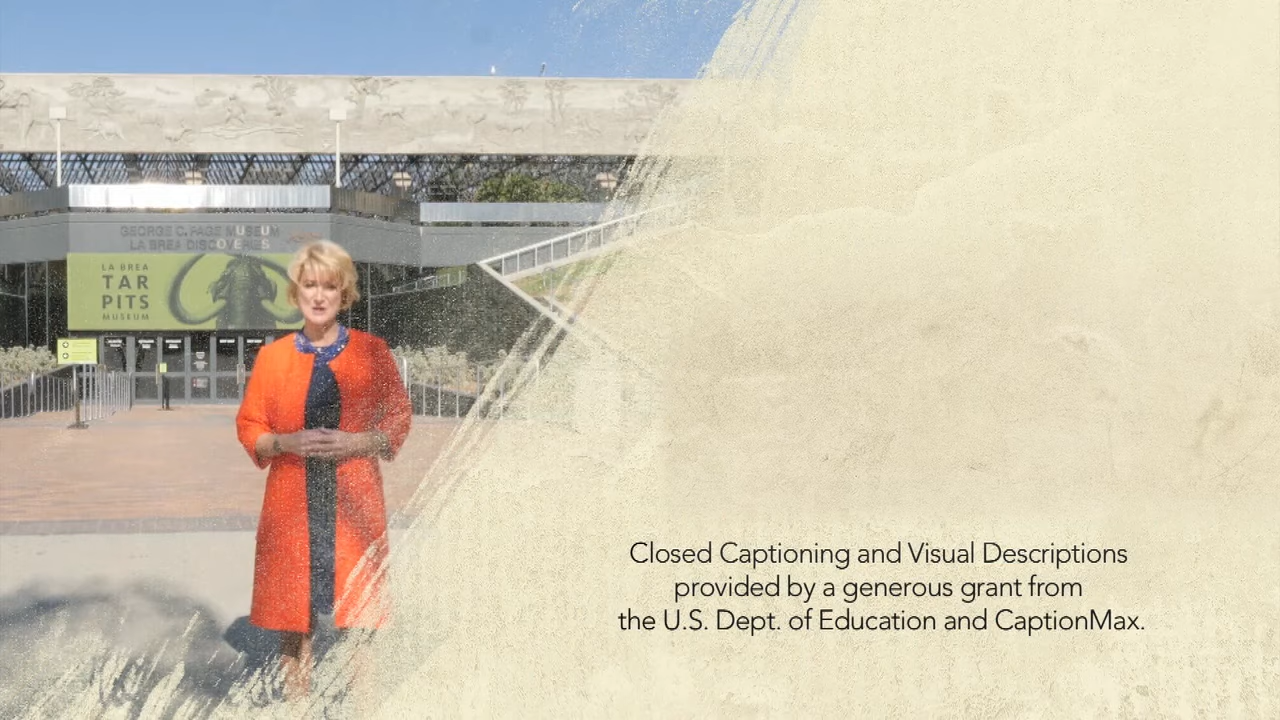 GEORGE C. PAGE MUSEUM
LA BREA DISCOVERIES
LA BREA
TAR
PITS
MUSEUM
Closed Captioning and Visual Descriptions
provided by a generous grant from
the U.S. Dept. of Education and CaptionMax.